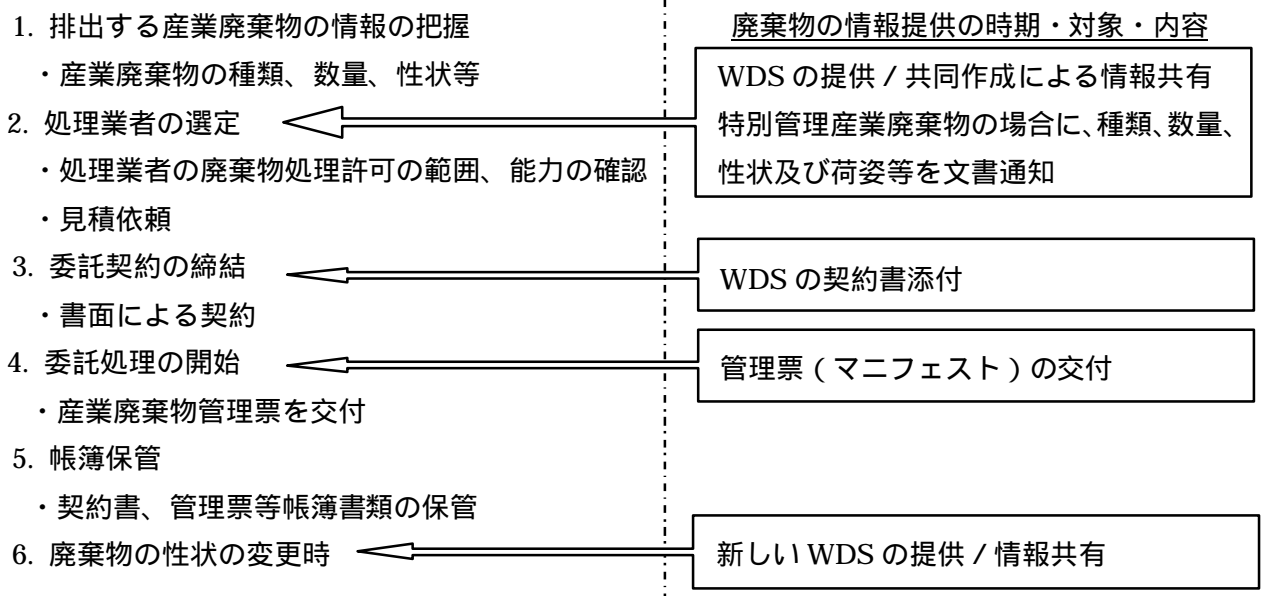 1. 排出する産業廃棄物の情報の把握
・産業廃棄物の種類、数量、性状等
2. 処理業者の選定
・処理業者の廃棄物処理許可の範囲、能力の確認
・見積依頼
3. 委託契約の締結
・書面による契約
4. 委託処理の開始
・産業廃棄物管理票を交付
5. 帳簿保管
・契約書、管理票等帳簿書類の保管
6. 廃棄物の性状の変更時
廃棄物の情報提供の時期・対象・内容
WDS の提供 / 共同作成による情報共有
特別管理産業廃棄物の場合に、種類、数量、
性状及び荷姿等を文書通知
WDS の契約書添付
管理票 ( マニフェスト ) の交付
新しい WDS の提供 / 情報共有